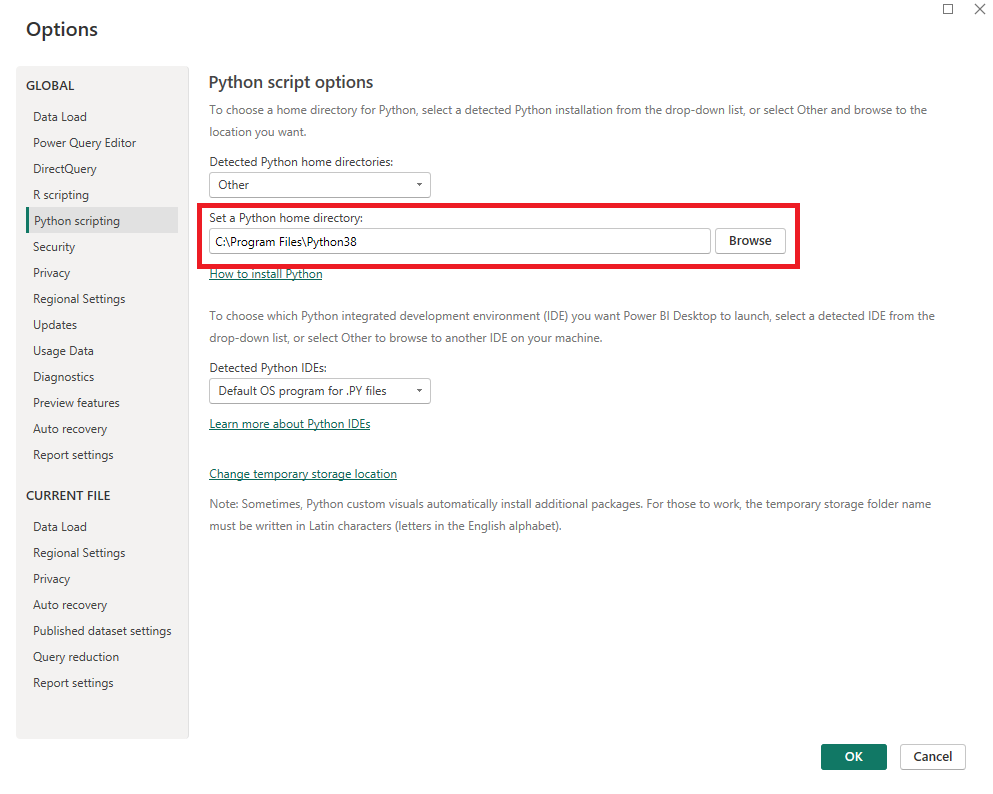 Options
GLOBAL
Data Load
Power Query Editor
DirectQuery
R scripting
Python scripting
Security
Privacy
Regional Settings
Updates
Usage Data
Diagnostics
Preview features
Auto recovery
Report settings
CURRENT FILE
Data Load
Regional Settings
Privacy
Auto recovery
Published dataset settings
Query reduction
Report settings
Python script options
To choose a home directory for Python, select a detected Python installation from the drop-down list, or select Other and browse to the
location you want.
Detected Python home directories:
Other
Set a Python home directory:
C:\Program Files\Python38
Browse
How to install Python
To choose which Python integrated development environment (IDE) you want Power BI Desktop to launch, select a detected IDE from the
drop-down list, or select Other to browse to another IDE on your machine.
Detected Python IDEs:
Default OS program for .PY files
Learn more about Python IDEs
Change temporary storage location
Note: Sometimes, Python custom visuals automatically install additional packages. For those to work, the temporary storage folder name
must be written in Latin characters (letters in the English alphabet).
OK
Cancel